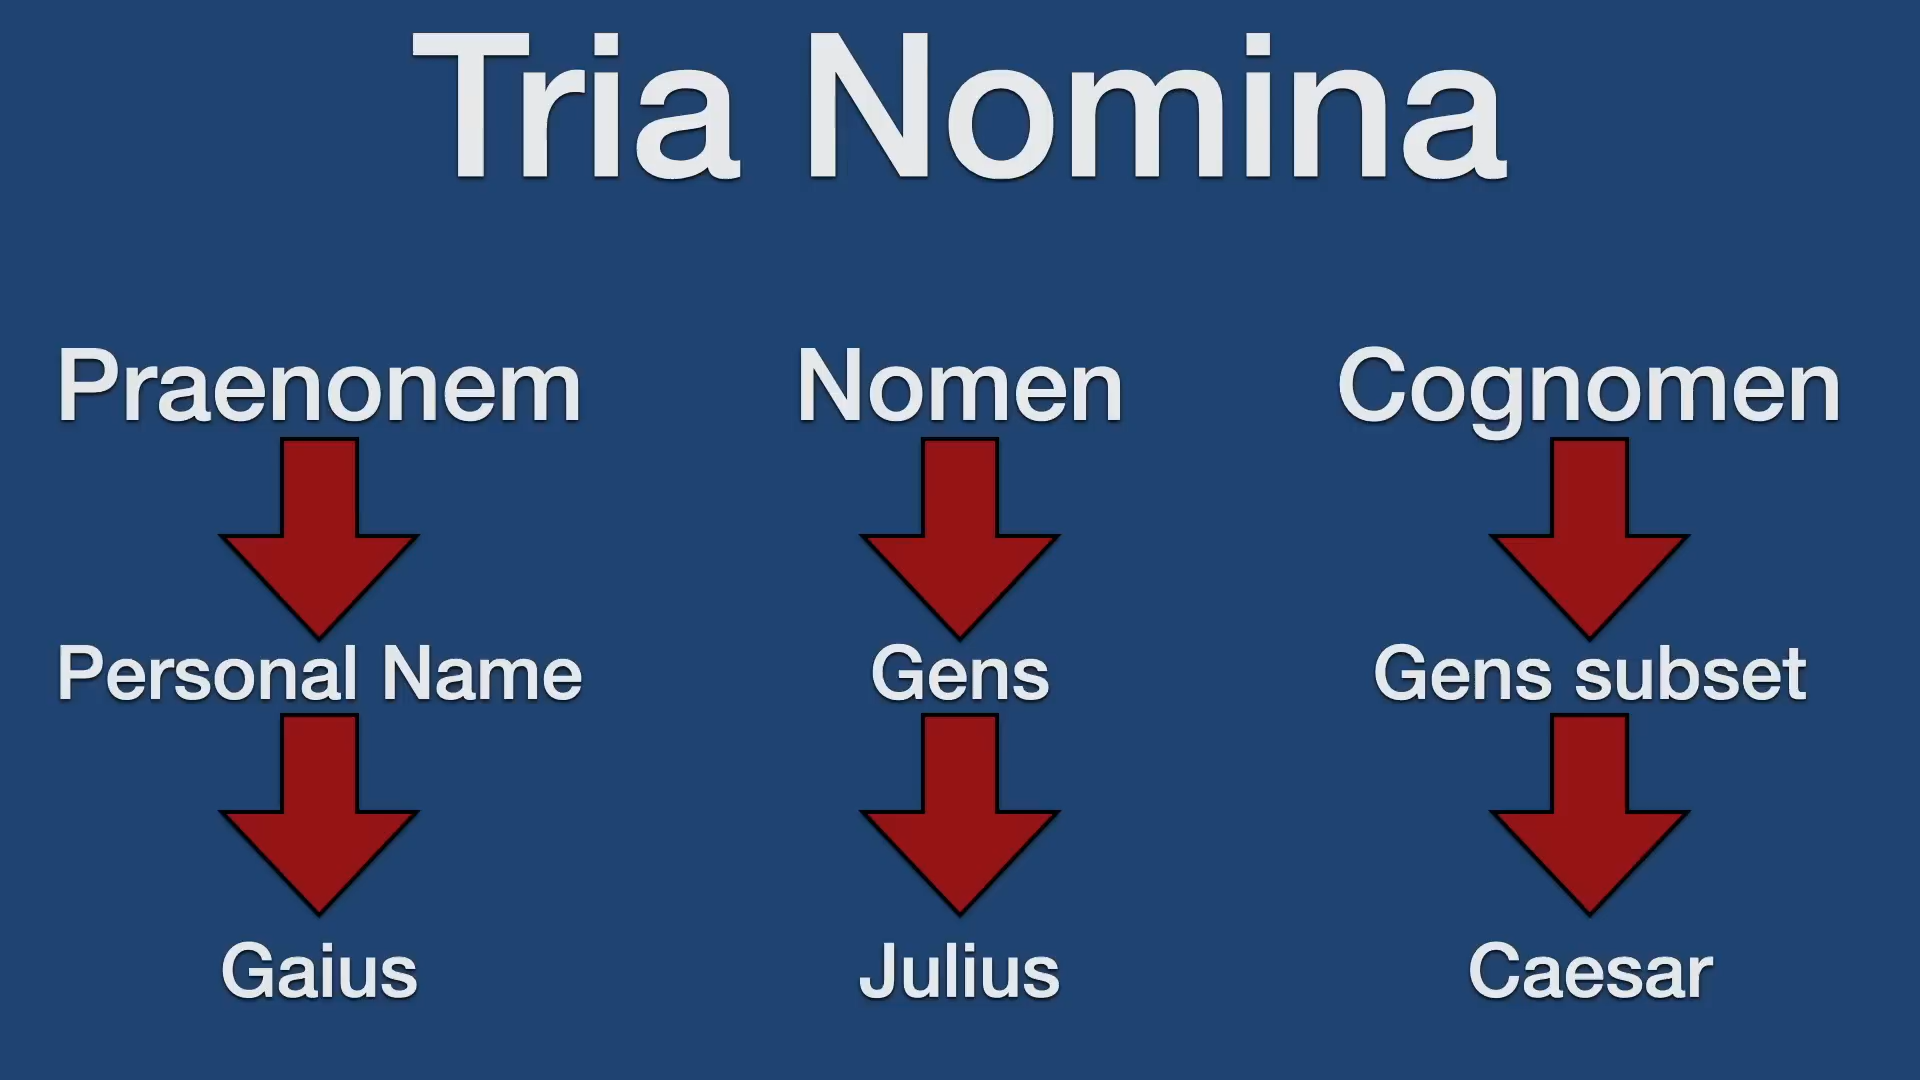 Tria Nomina
Praenonem
Nomen
Cognomen
Personal Name
Gens
Gens subset
Gaius
Julius
Caesar